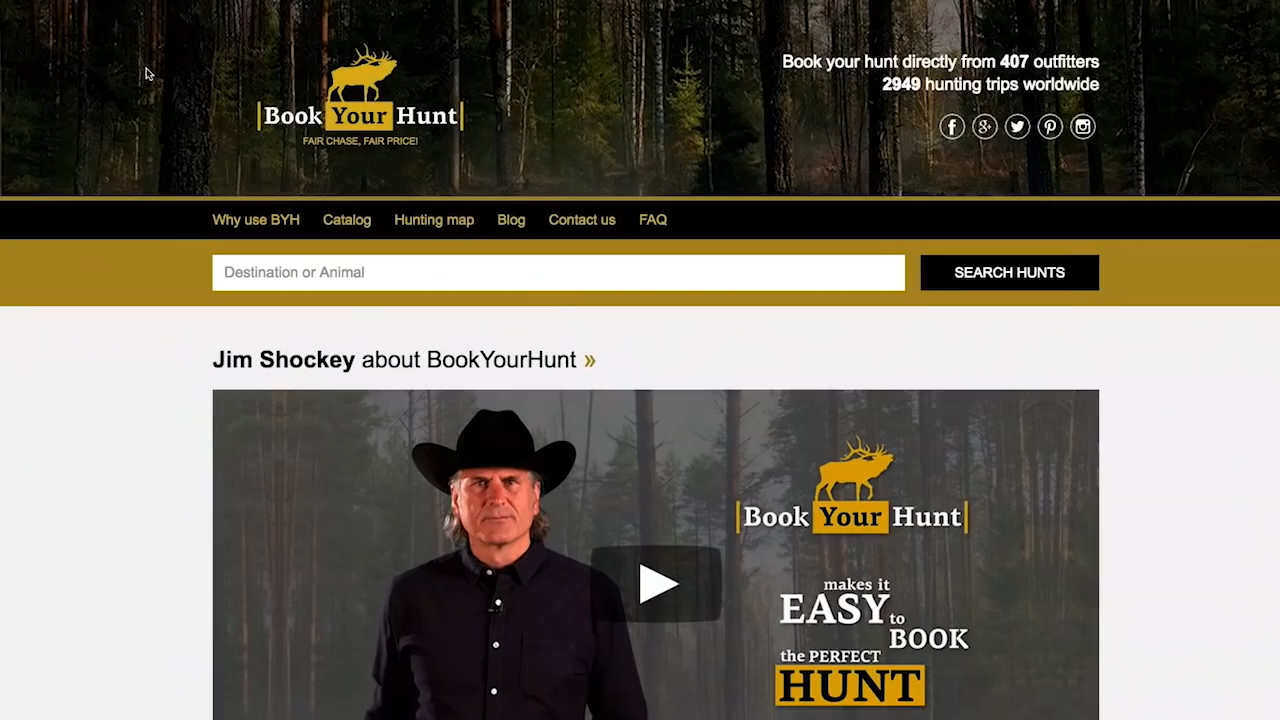 Book your hunt directly from 407 outfitters
2949 hunting trips worldwide
Book Your Hunt
FAIR CHASE, FAIR PRICE!
Why use BYH Catalog Hunting map Blog Contact us FAQ
Destination or Animal SEARCH HUNTS
Jim Shockey about BookYourHunt »
Book Your Hunt
makes it
EASY to
BOOK
the PERFECT
HUNT